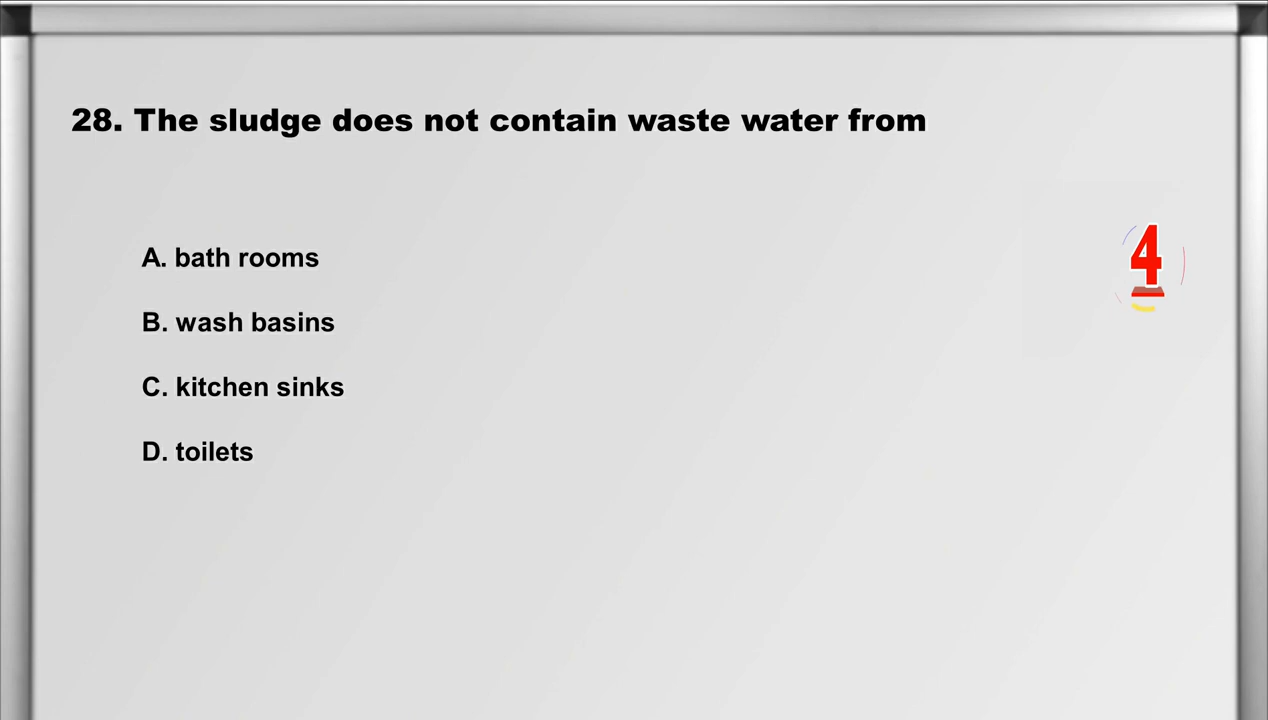 28. The sludge does not contain waste water from
A. bath rooms
4
B. wash basins
C. kitchen sinks
D. toilets